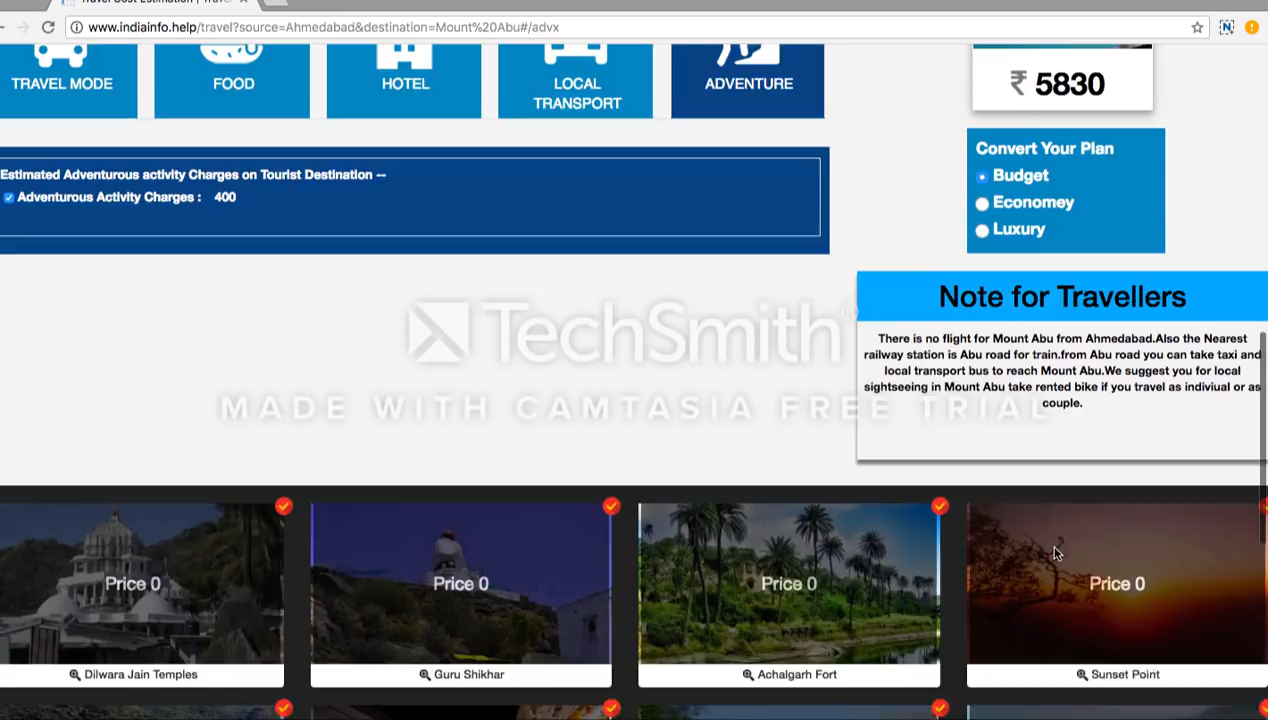 www.indiainfo.help/travel?source=Ahmedabad&destination=Mount%20Abu#/advx
N
TRAVEL MODE
FOOD
HOTEL
LOCAL
TRANSPORT
ADVENTURE
₹ 5830
Estimated Adventurous activity Charges on Tourist Destination --
Adventurous Activity Charges : 400
Convert Your Plan
Budget
Economey
Luxury
Note for Travellers
There is no flight for Mount Abu from Ahmedabad.Also the Nearest
railway station is Abu road for train.from Abu road you can take taxi and
local transport bus to reach Mount Abu.We suggest you for local
sightseeing in Mount Abu take rented bike if you travel as indiviual or as
couple.
TechSmith
MADE WITH CAMTASIA FREE TRIAL
Price 0
Price 0
Price 0
Price 0
Dilwara Jain Temples
Guru Shikhar
Achalgarh Fort
Sunset Point